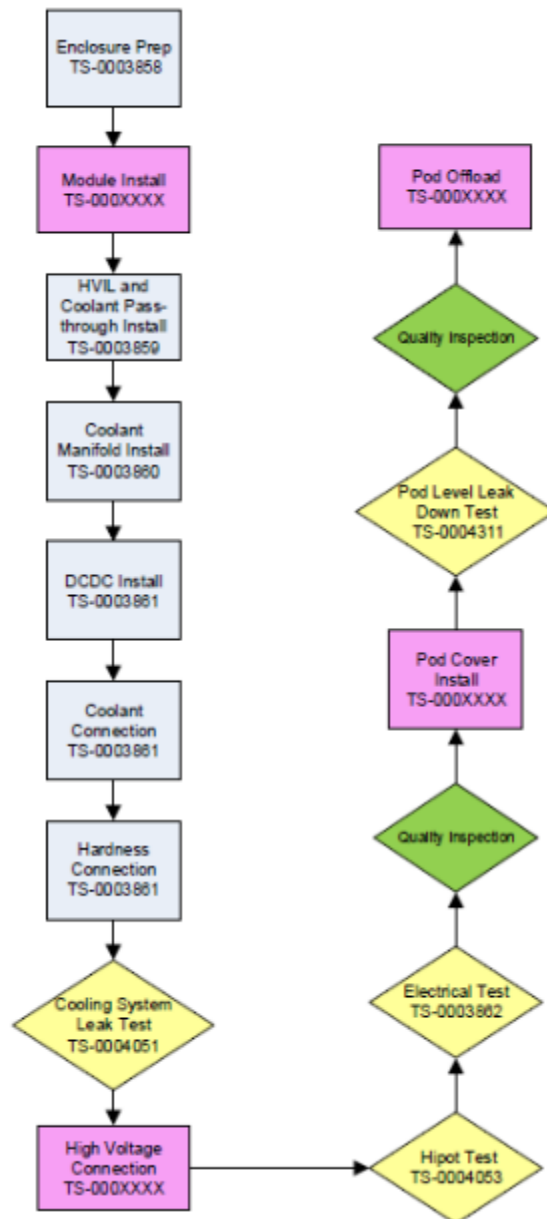 Enclosure Prep
TS-0003858
Module Install
TS-000XXXX
HVIL and
Coolant Pass-
through Install
TS-0003859
Coolant
Manifold Install
TS-0003860
DCDC Install
TS-0003861
Coolant
Connection
TS-0003861
Hardness
Connection
TS-0003861
Cooling System
Leak Test
TS-0004051
High Voltage
Connection
TS-000XXXX
Hipot Test
TS-0004053
Electrical Test
TS-0003862
Quality Inspection
Pod Cover
Install
TS-000XXXX
Pod Level Leak
Down Test
TS-0004311
Quality Inspection
Pod Offload
TS-000XXXX